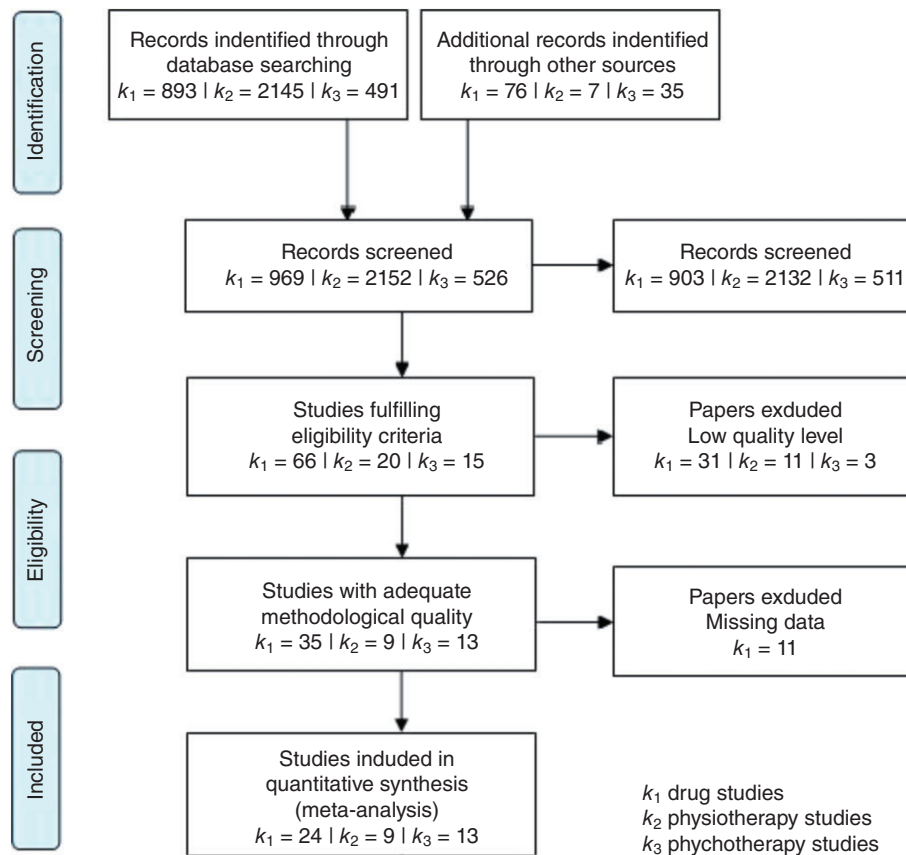 Identification
Records indentified through
database searching
k₁ = 893 | k₂ = 2145 | k₃ = 491
Additional records indentified
through other sources
k₁ = 76 | k₂ = 7 | k₃ = 35
Screening
Records screened
k₁ = 969 | k₂ = 2152 | k₃ = 526
Records screened
k₁ = 903 | k₂ = 2132 | k₃ = 511
Studies fulfilling
eligibility criteria
k₁ = 66 | k₂ = 20 | k₃ = 15
Papers exduded
Low quality level
k₁ = 31 | k₂ = 11 | k₃ = 3
Eligibility
Studies with adequate
methodological quality
k₁ = 35 | k₂ = 9 | k₃ = 13
Papers exduded
Missing data
k₁ = 11
Included
Studies induded in
quantitative synthesis
(meta-analysis)
k₁ = 24 | k₂ = 9 | k₃ = 13
k₁ drug studies
k₂ physiotherapy studies
k₃ phychotherapy studies